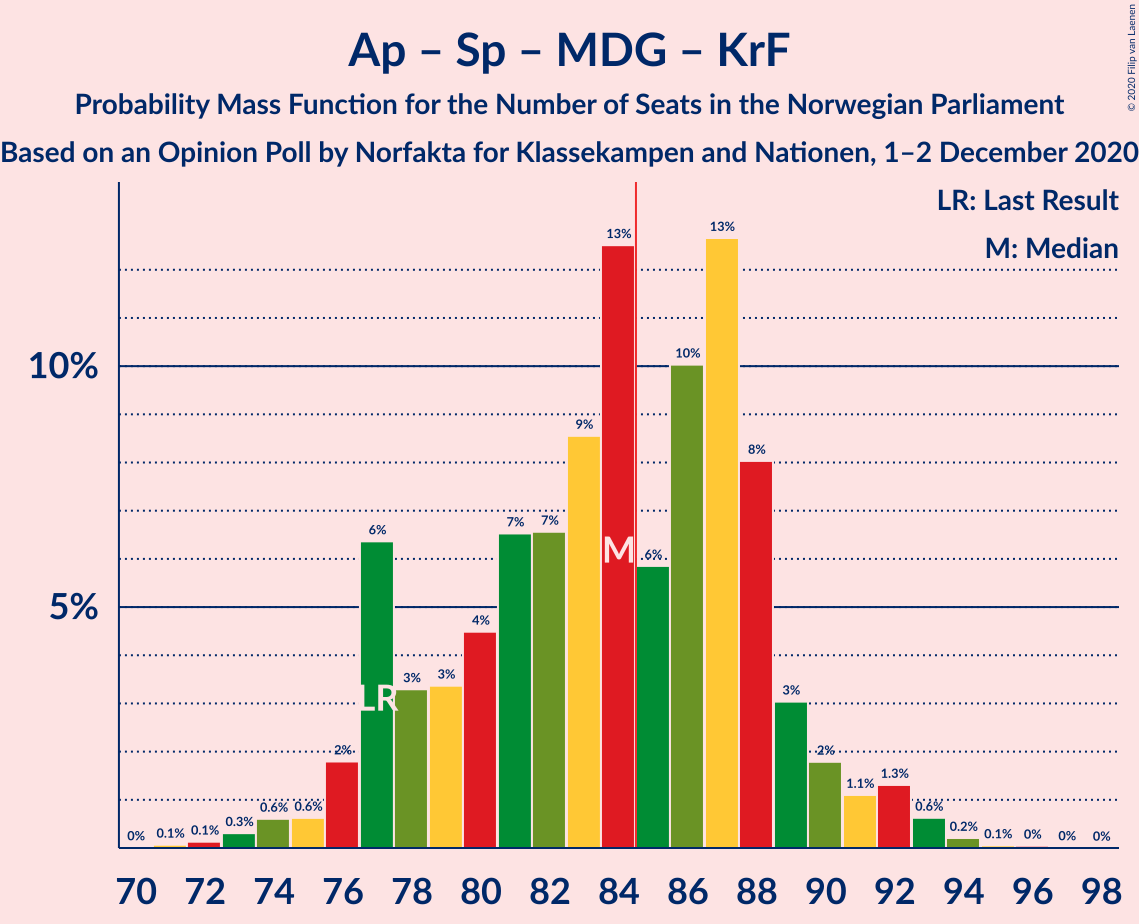 Ap – Sp – MDG – KrF
Probability Mass Function for the Number of Seats in the Norwegian Parliament
Based on an Opinion Poll by Norfakta for Klassekampen and Nationen, 1–2 December 2020
© 2020 Filip van Laenen
LR: Last Result
M: Median
10%
5%
0% 0.1% 0.1% 0.3% 0.6% 0.6% 2% 6% 3% 3% 4% 7% 7% 9% 13% 6% 10% 13% 8% 3% 2% 1.1% 1.3% 0.6% 0.2% 0.1% 0% 0% 0%
M
LR
70 72 74 76 78 80 82 84 86 88 90 92 94 96 98